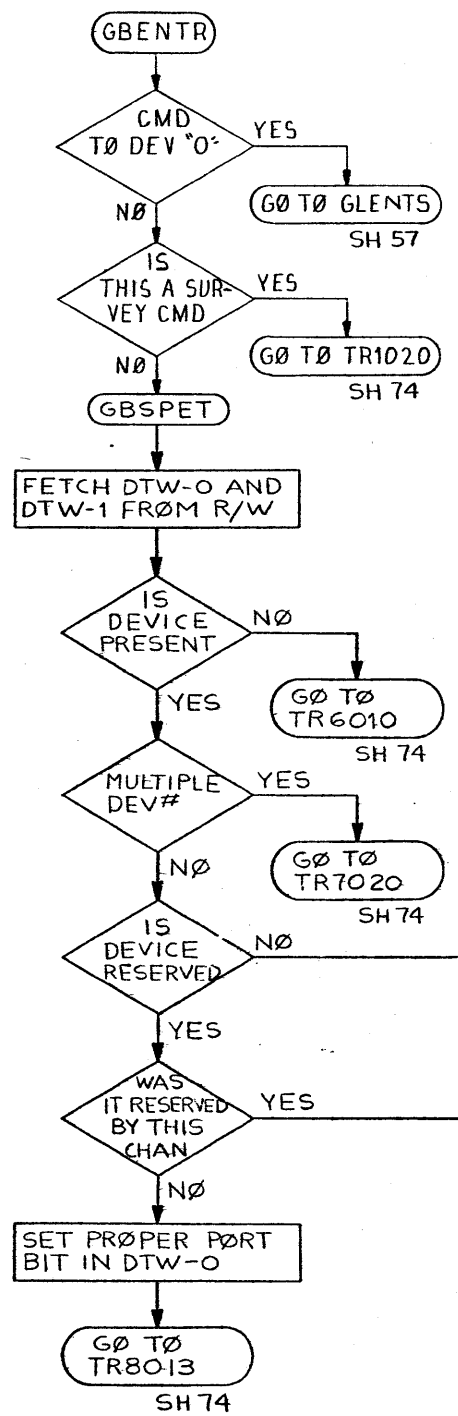 GBENTR
CMD
TØ DEV "0"
YES
GØ TØ GLENTS
NØ
SH 57
IS
THIS A SUR-
VEY CMD
YES
GØ TØ TR1020
NØ
SH 74
GBSPET
FETCH DTW-0 AND
DTW-1 FRØM R/W
IS
DEVICE
PRESENT
NØ
YES
GØ TØ
TR6010
SH 74
MULTIPLE
DEV#
YES
NØ
GØ TØ
TR7020
SH 74
IS
DEVICE
RESERVED
NØ
YES
WAS
IT RESERVED
BY THIS
CHAN
YES
NØ
SET PRØPER PØRT
BIT IN DTW-0
GØ TØ
TR8013
SH 74